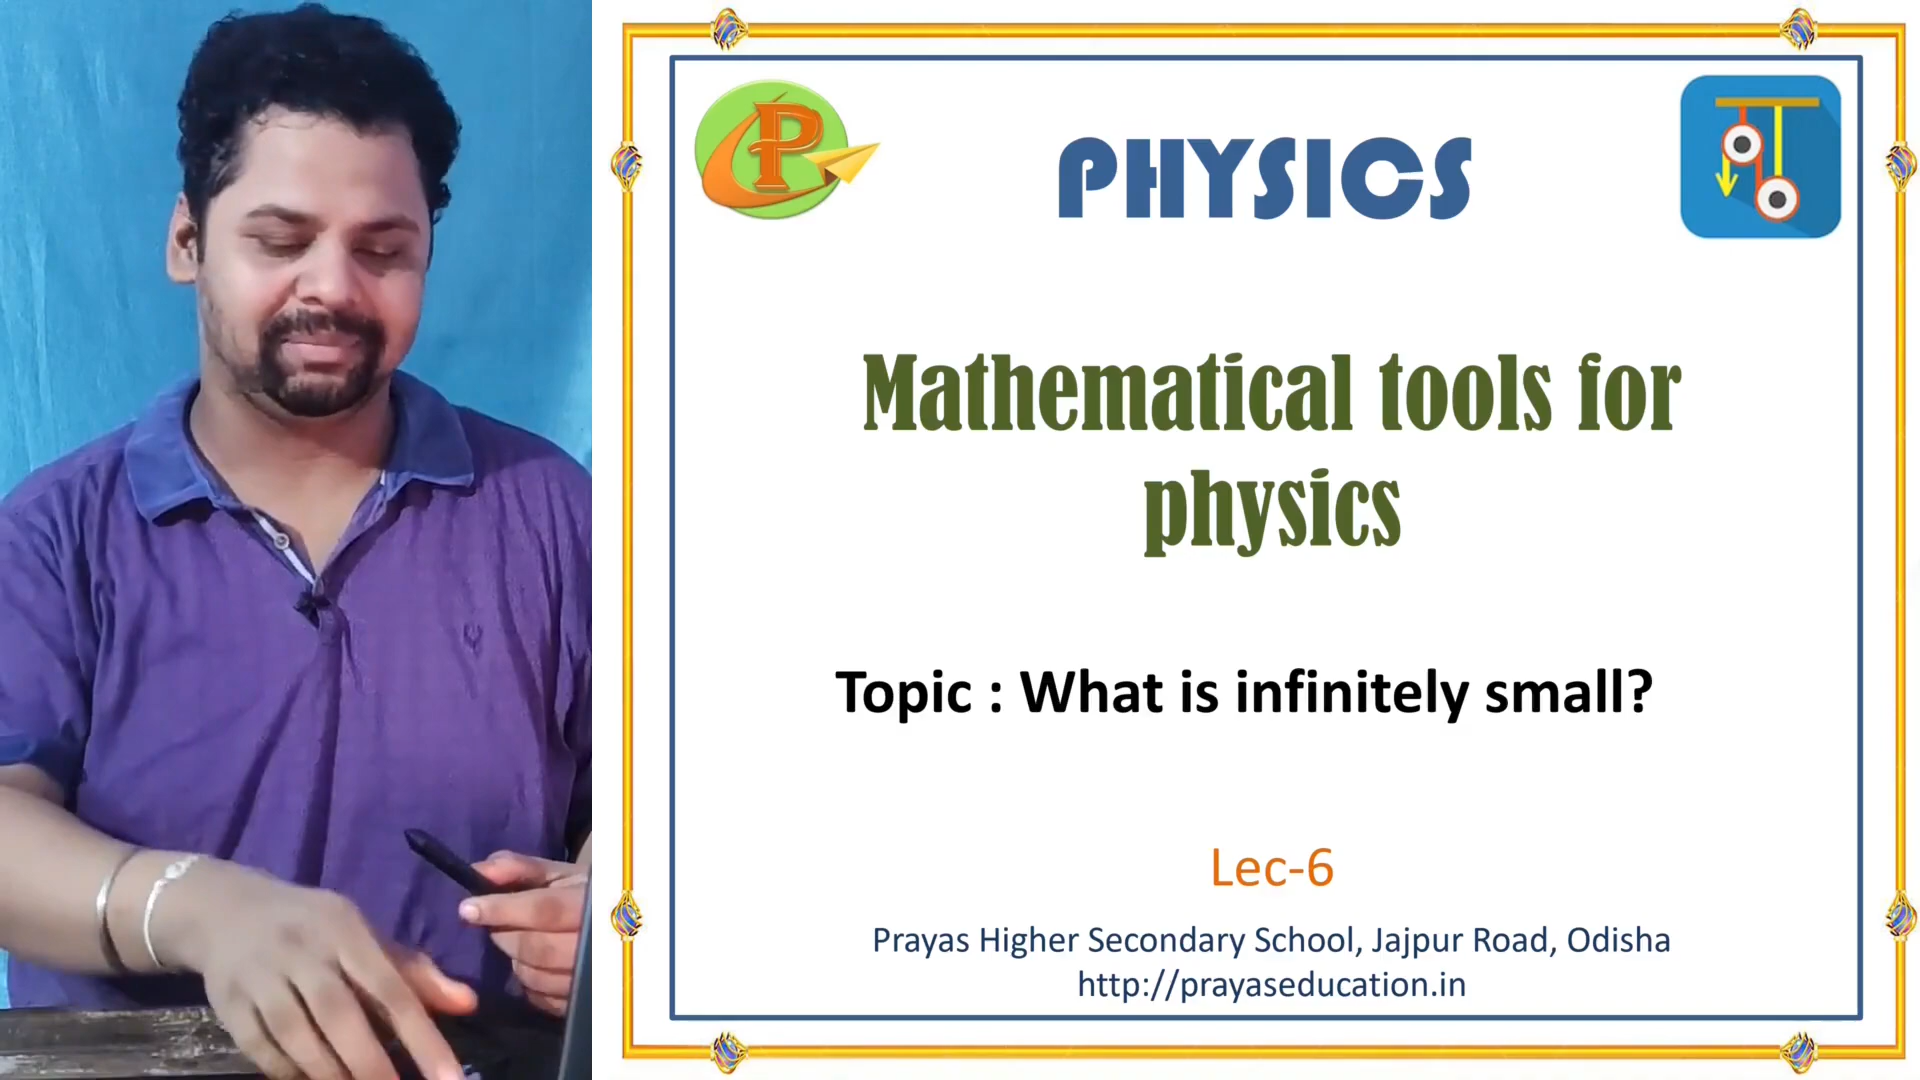 P
PHYSICS
Mathematical tools for
physics
Topic : What is infinitely small?
Lec-6
Prayas Higher Secondary School, Jajpur Road, Odisha
http://prayaseducation.in